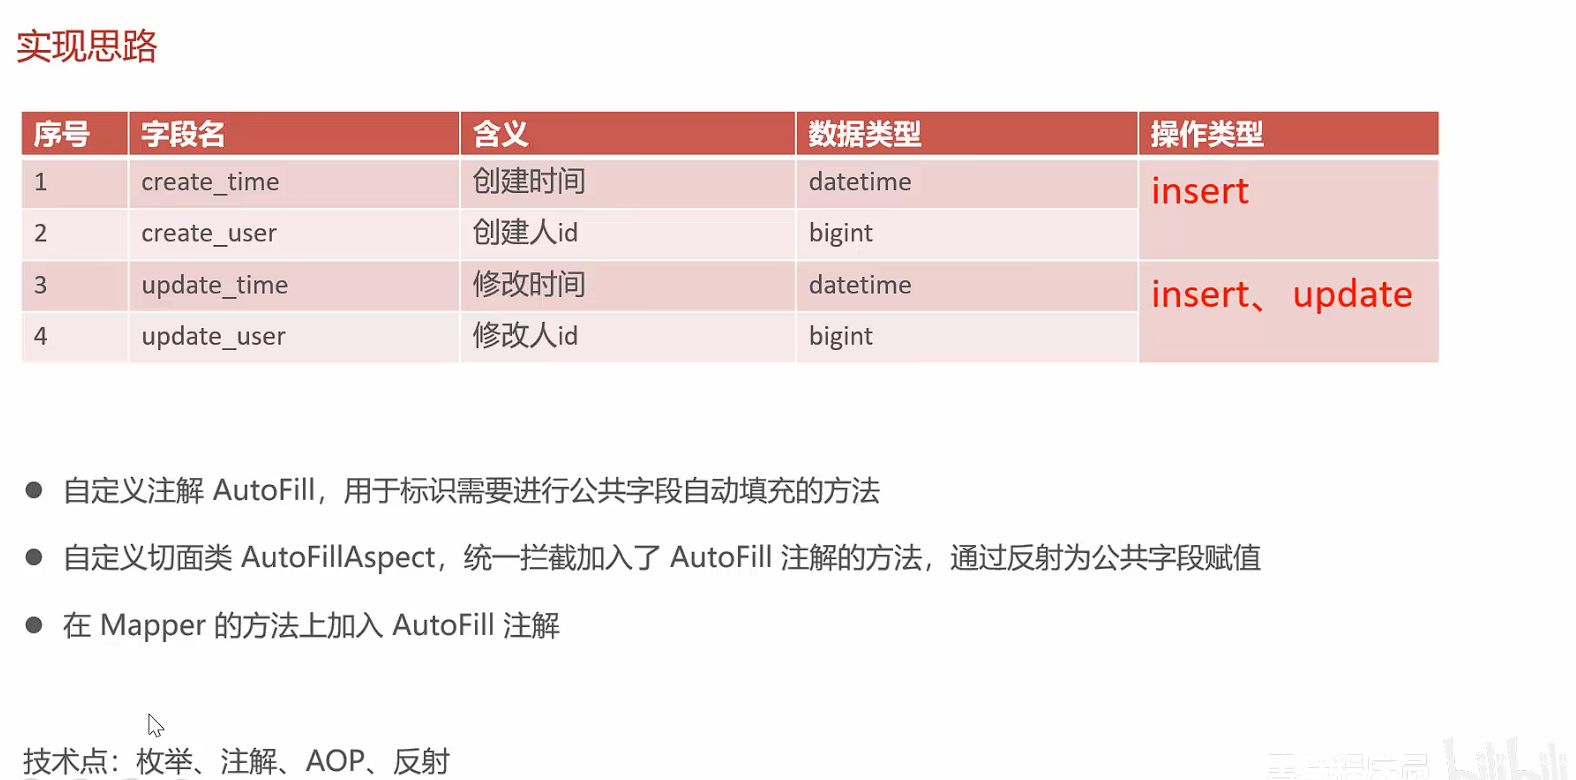 实现思路
序号 字段名 含义 数据类型 操作类型
1 create_time 创建时间 datetime insert
2 create_user 创建人id bigint
3 update_time 修改时间 datetime insert、 update
4 update_user 修改人id bigint
● 自定义注解 AutoFill，用于标识需要进行公共字段自动填充的方法
● 自定义切面类 AutoFillAspect，统一拦截加入了 AutoFill 注解的方法，通过反射为公共字段赋值
● 在 Mapper 的方法上加入 AutoFill 注解
技术点：枚举、注解、AOP、反射
bilibili